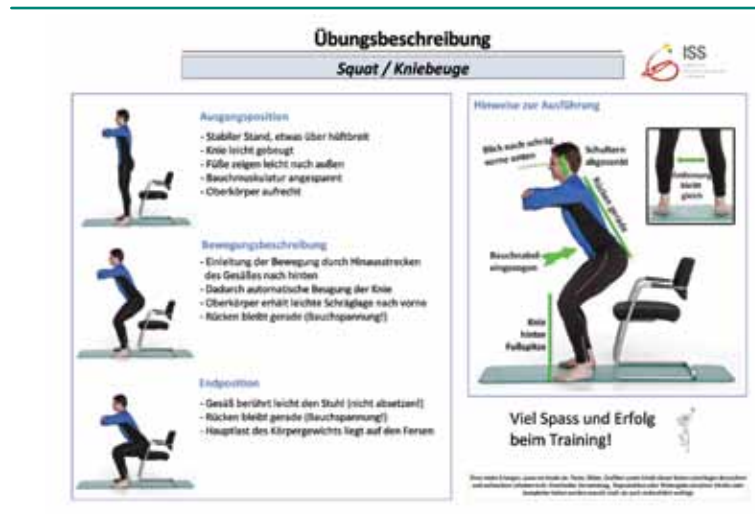 Übungsbeschreibung
Squat / Kniebeuge
ISS
Ausgangsposition
- Stabiler Stand, etwas über hüftbreit
- Knie leicht gebeugt
- Füße zeigen leicht nach außen
- Bauchmuskulatur angespannt
- Oberkörper aufrecht
Bewegungsbeschreibung
- Einleitung der Bewegung durch Hinausstrecken
des Gesäßes nach hinten
- Dadurch automatische Beugung der Knie
- Oberkörper erhält leichte Schräglage nach vorne
- Rücken bleibt gerade (Bauchspannung!)
Endposition
- Gesäß berührt leicht den Stuhl (nicht absetzen!)
- Rücken bleibt gerade (Bauchspannung!)
- Hauptlast des Körpergewichts liegt auf den Fersen
Hinweise zur Ausführung
Blick nach schräg
vorne unten
Schultern
abgesenkt
Rücken gerade
Entfernung
bleibt
gleich
Bauchnabel
eingezogen
Knie
hinter
Fußspitze
Viel Spass und Erfolg
beim Training!